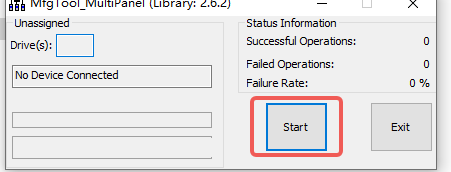 MfgTool_MultiPanel (Library: 2.6.2)
Unassigned
Drive(s):
No Device Connected
Status Information
Successful Operations: 0
Failed Operations: 0
Failure Rate: 0 %
Start
Exit